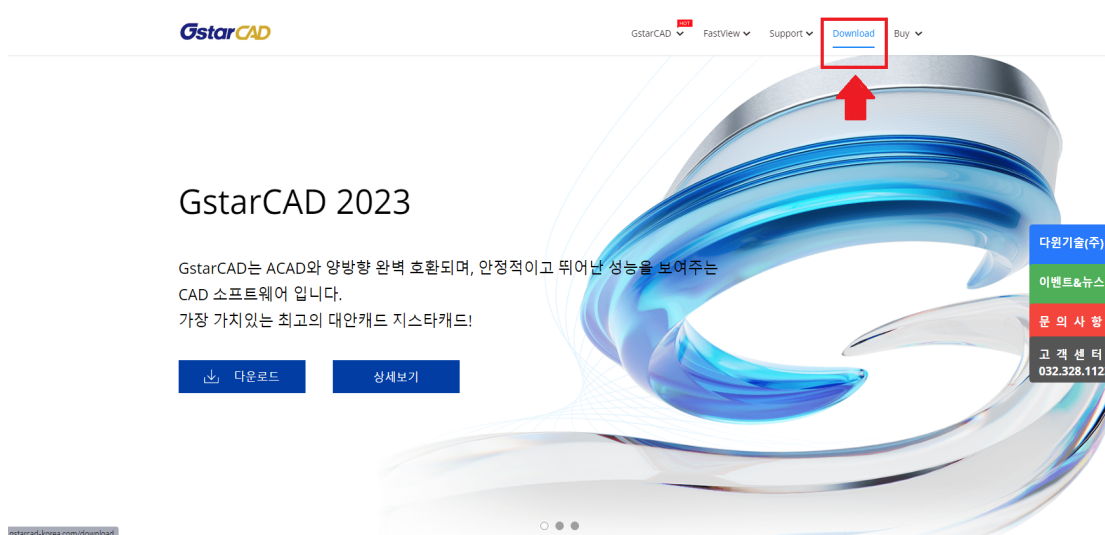 GstarCAD
HOT
GstarCAD FastView Support Download Buy
GstarCAD 2023
GstarCAD는 ACAD와 양방향 완벽 호환되며, 안정적이고 뛰어난 성능을 보여주는
CAD 소프트웨어 입니다.
가장 가치있는 최고의 대안캐드 지스타캐드!
다운로드 상세보기
다윈기술(주)
이벤트&뉴스
문 의 사 항
고 객 센 터
032.328.112
gstarcad-korea.com/download